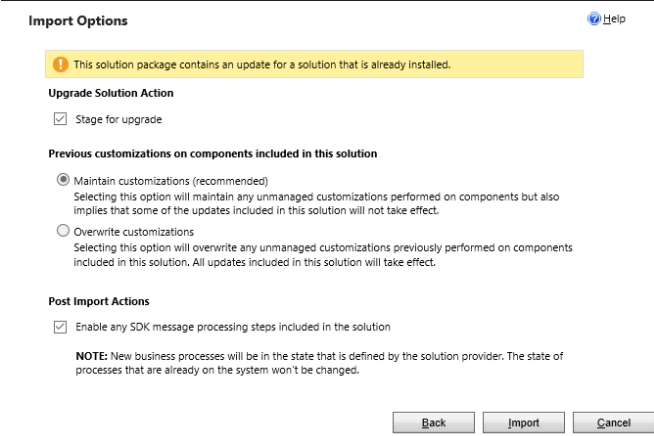 Import Options
Help
This solution package contains an update for a solution that is already installed.
Upgrade Solution Action
Stage for upgrade
Previous customizations on components included in this solution
Maintain customizations (recommended)
Selecting this option will maintain any unmanaged customizations performed on components but also
implies that some of the updates included in this solution will not take effect.
Overwrite customizations
Selecting this option will overwrite any unmanaged customizations previously performed on components
included in this solution. All updates included in this solution will take effect.
Post Import Actions
Enable any SDK message processing steps included in the solution
NOTE: New business processes will be in the state that is defined by the solution provider. The state of
processes that are already on the system won't be changed.
Back
Import
Cancel